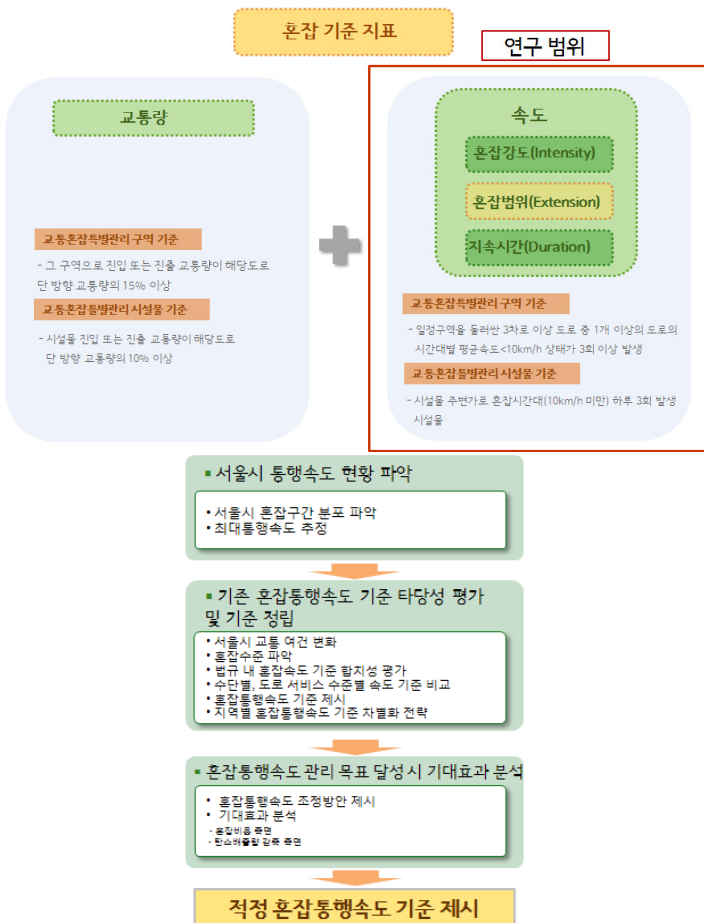 혼잡 기준 지표
연구 범위
교통량
교통혼잡특별관리 구역 기준
- 그 구역으로 진입 또는 진출 교통량이 해당도로
단 방향 교통량의 15% 이상
교통혼잡특별관리 시설물 기준
- 시설물 진입 또는 진출 교통량이 해당도로
단 방향 교통량의 10% 이상
속도
혼잡강도(Intensity)
혼잡범위(Extension)
지속시간(Duration)
교통혼잡특별관리 구역 기준
- 일정구역을 둘러싼 3차로 이상 도로 중 1개 이상의 도로의
시간대별 평균속도<10km/h 상태가 3회 이상 발생
교통혼잡특별관리 시설물 기준
- 시설물 주변가로 혼잡시간대(10km/h 미만) 하루 3회 발생
시설물
▪ 서울시 통행속도 현황 파악
• 서울시 혼잡구간 분포 파악
• 최대통행속도 추정
▪ 기존 혼잡통행속도 기준 타당성 평가
및 기준 정립
• 서울시 교통 여건 변화
• 혼잡수준 파악
• 법규 내 혼잡속도 기준 합치성 평가
• 수단별, 도로 서비스 수준별 속도 기준 비교
• 혼잡통행속도 기준 제시
• 지역별 혼잡통행속도 기준 차별화 전략
▪ 혼잡통행속도 관리 목표 달성 시 기대효과 분석
• 혼잡통행속도 조정방안 제시
• 기대효과 분석
- 혼잡비용 측면
- 탄소배출량 감축 측면
적정 혼잡통행속도 기준 제시